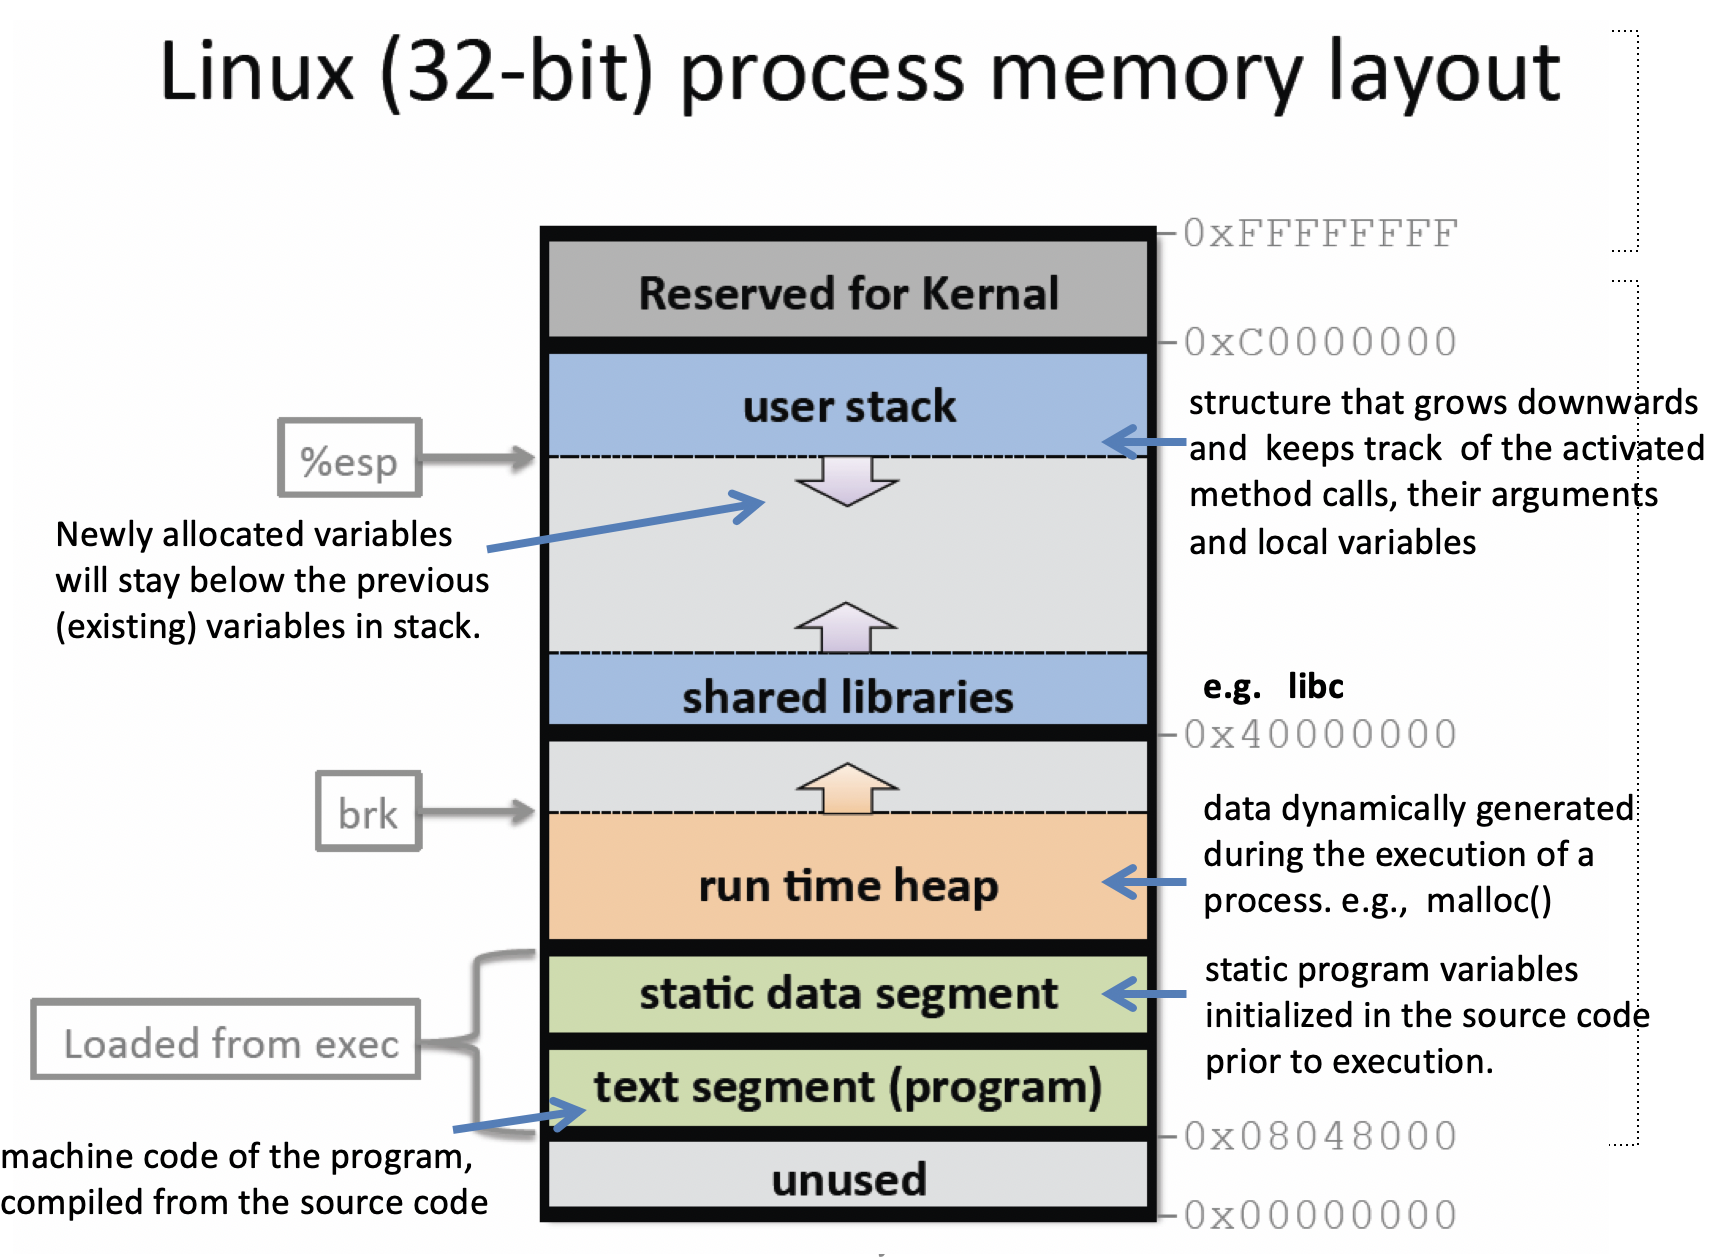 Linux (32-bit) process memory layout
0xFFFFFFFF
Reserved for Kernal
0xC0000000
user stack
structure that grows downwards
and keeps track of the activated
method calls, their arguments
and local variables
%esp
Newly allocated variables
will stay below the previous
(existing) variables in stack.
shared libraries
e.g. libc
0x40000000
brk
run time heap
data dynamically generated
during the execution of a
process. e.g., malloc()
static data segment
static program variables
initialized in the source code
prior to execution.
Loaded from exec
text segment (program)
machine code of the program,
compiled from the source code
0x08048000
unused
0x00000000